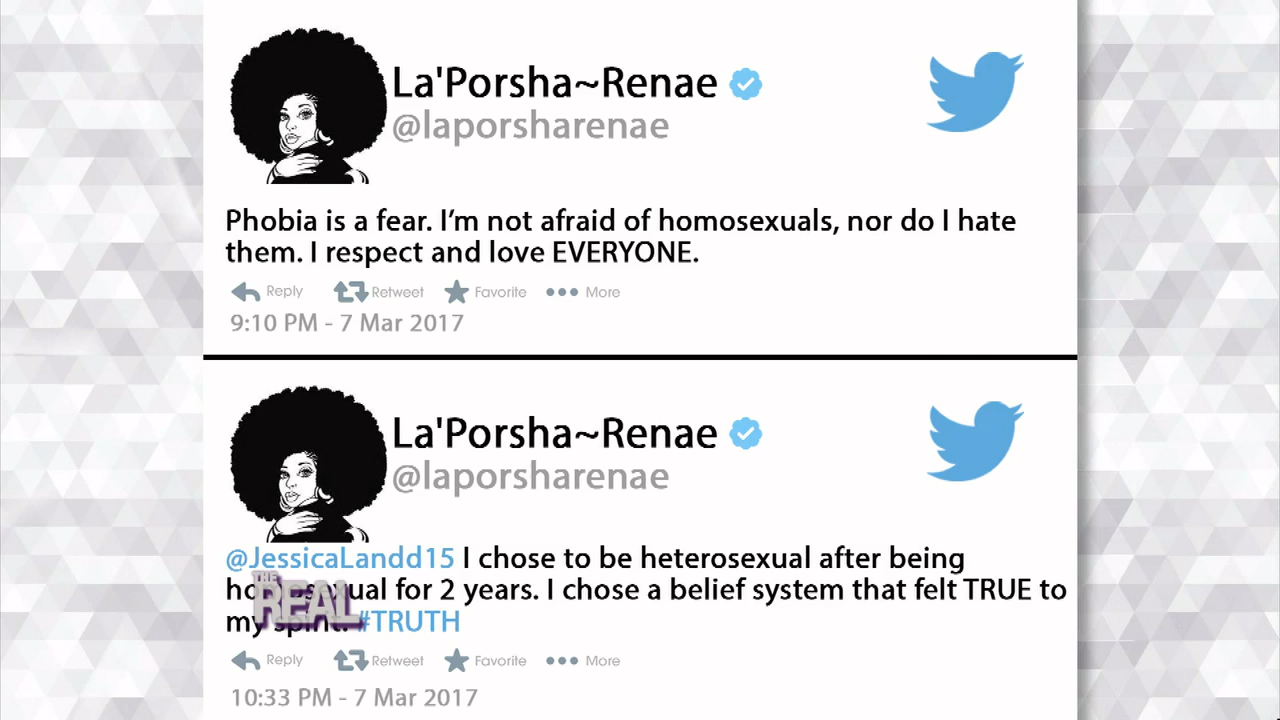 La'Porsha~Renae
@laporsharenae
Phobia is a fear. I’m not afraid of homosexuals, nor do I hate
them. I respect and love EVERYONE.
Reply Retweet Favorite More
9:10 PM - 7 Mar 2017
La'Porsha~Renae
@laporsharenae
@JessicaLandd15 I chose to be heterosexual after being
homosexual for 2 years. I chose a belief system that felt TRUE to
my spirit. #TRUTH
THE REAL
Reply Retweet Favorite More
10:33 PM - 7 Mar 2017